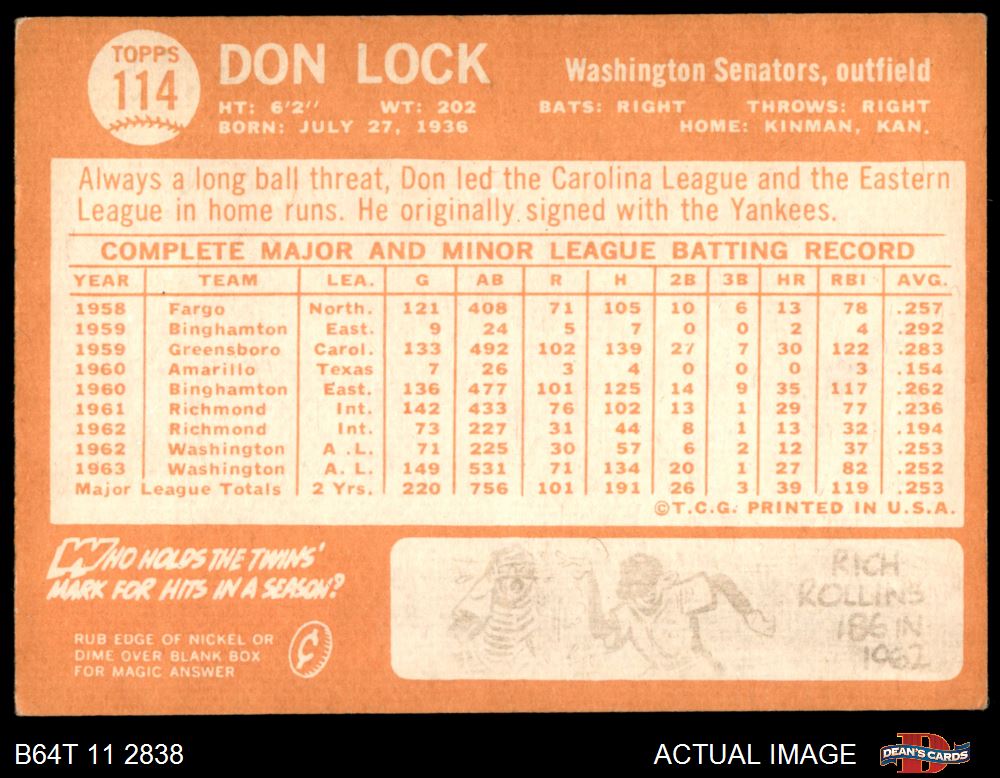 TOPPS
114
DON LOCK
Washington Senators, outfield
HT: 6'2" WT: 202 BATS: RIGHT THROWS: RIGHT
BORN: JULY 27, 1936 HOME: KINMAN, KAN.
Always a long ball threat, Don led the Carolina League and the Eastern
League in home runs. He originally signed with the Yankees.
COMPLETE MAJOR AND MINOR LEAGUE BATTING RECORD
YEAR TEAM LEA. G AB R H 2B 3B HR RBI AVG.
1958 Fargo North. 121 408 71 105 10 6 13 78 .257
1959 Binghamton East. 9 24 5 7 0 0 2 4 .292
1959 Greensboro Carol. 133 492 102 139 27 7 30 122 .283
1960 Amarillo Texas 7 26 3 4 0 0 0 3 .154
1960 Binghamton East. 136 477 101 125 14 9 35 117 .262
1961 Richmond Int. 142 433 76 102 13 1 29 77 .236
1962 Richmond Int. 73 227 31 44 8 1 13 32 .194
1962 Washington A .L. 71 225 30 57 6 2 12 37 .253
1963 Washington A. L. 149 531 71 134 20 1 27 82 .252
Major League Totals 2 Yrs. 220 756 101 191 26 3 39 119 .253
©T.C.G. PRINTED IN U.S.A.
WHO HOLDS THE TWINS'
MARK FOR HITS IN A SEASON?
RUB EDGE OF NICKEL OR
DIME OVER BLANK BOX
FOR MAGIC ANSWER
¢
RICH
ROLLINS
186 IN
1962
B64T 11 2838
ACTUAL IMAGE
D
DEAN'S CARDS